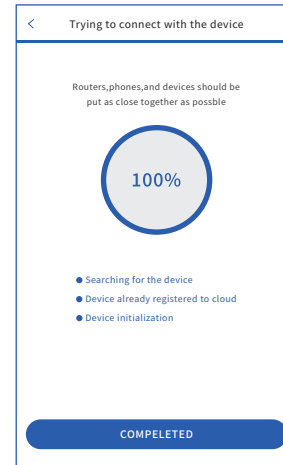 Trying to connect with the device
Routers,phones,and devices should be
put as close together as possble
100%
Searching for the device
Device already registered to cloud
Device initialization
COMPELETED